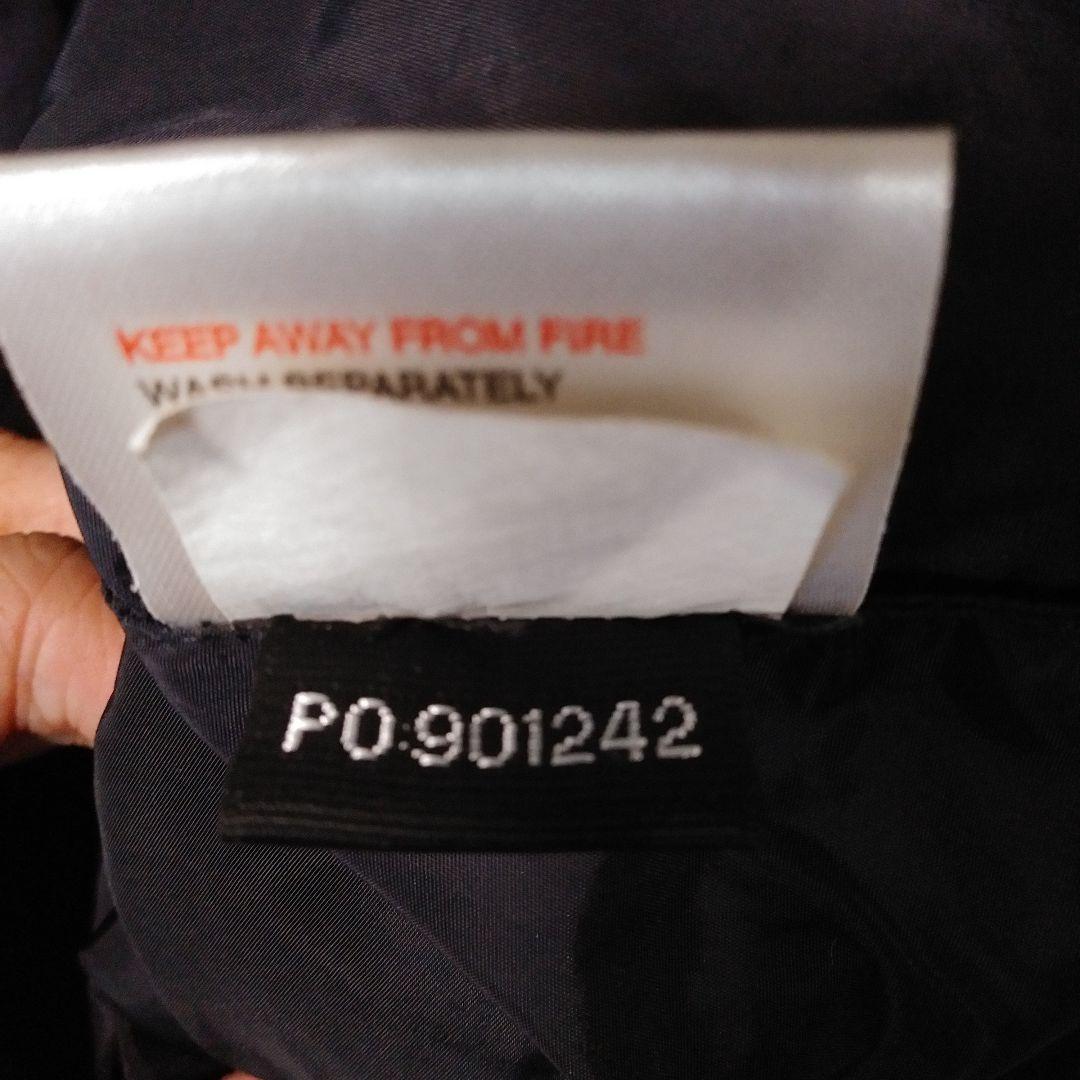 KEEP AWAY FROM FIRE
WASH SEPARATELY
PO:901242